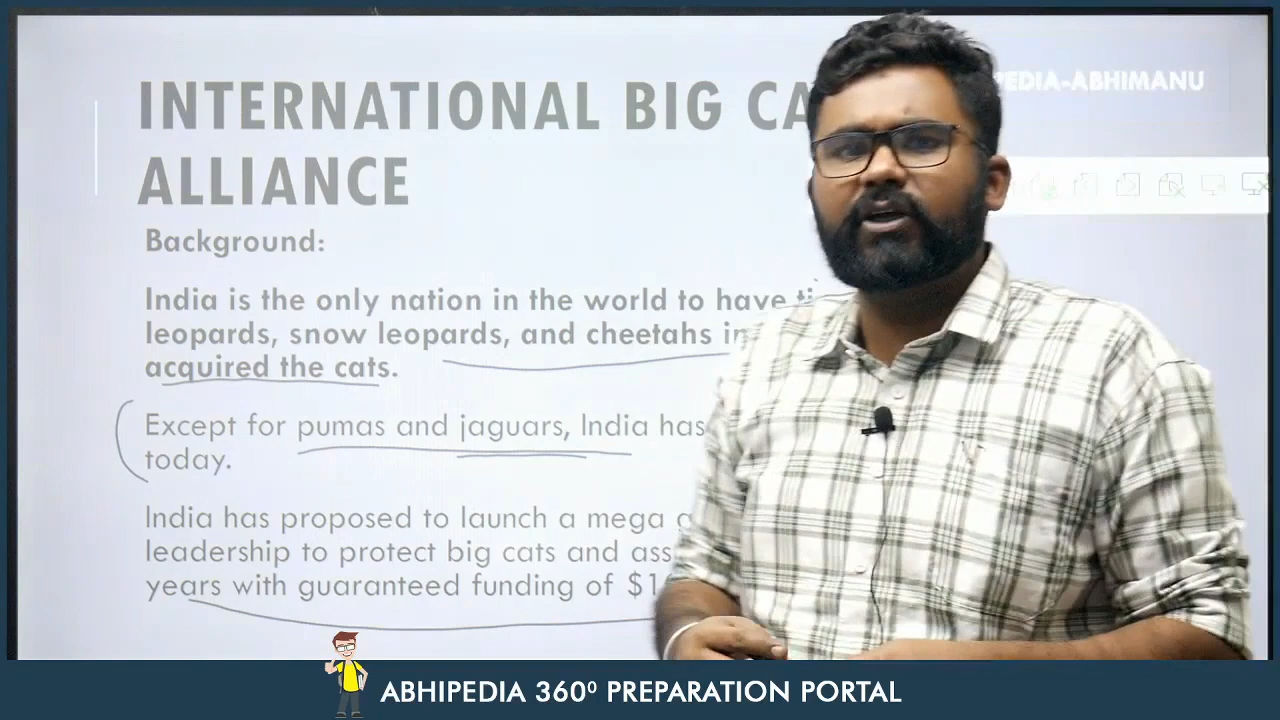 INTERNATIONAL BIG CA
ALLIANCE
PEDIA-ABHIMANU
Background:
India is the only nation in the world to have ti
leopards, snow leopards, and cheetahs in
acquired the cats.
Except for pumas and jaguars, India has
today.
India has proposed to launch a mega g
leadership to protect big cats and ass
years with guaranteed funding of $1
ABHIPEDIA 360⁰ PREPARATION PORTAL